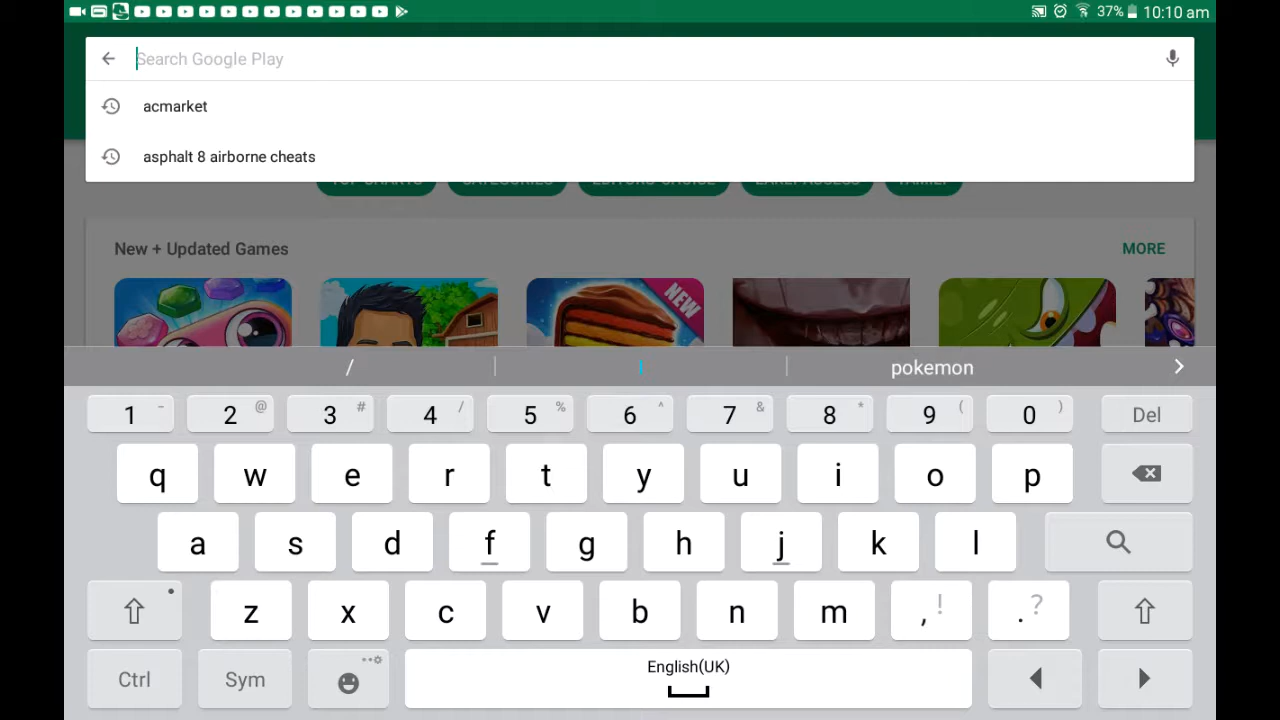 37% 10:10 am
Search Google Play
acmarket
asphalt 8 airborne cheats
TOP CHARTS CATEGORIES EDITORS' CHOICE EARLY ACCESS FAMILY
New + Updated Games MORE
NEW
/ pokemon
1 - 2 @ 3 # 4 / 5 % 6 ^ 7 & 8 * 9 ( 0 ) Del
q w e r t y u i o p
a s d f g h j k l
z x c v b n m , ! . ?
Ctrl Sym English(UK)